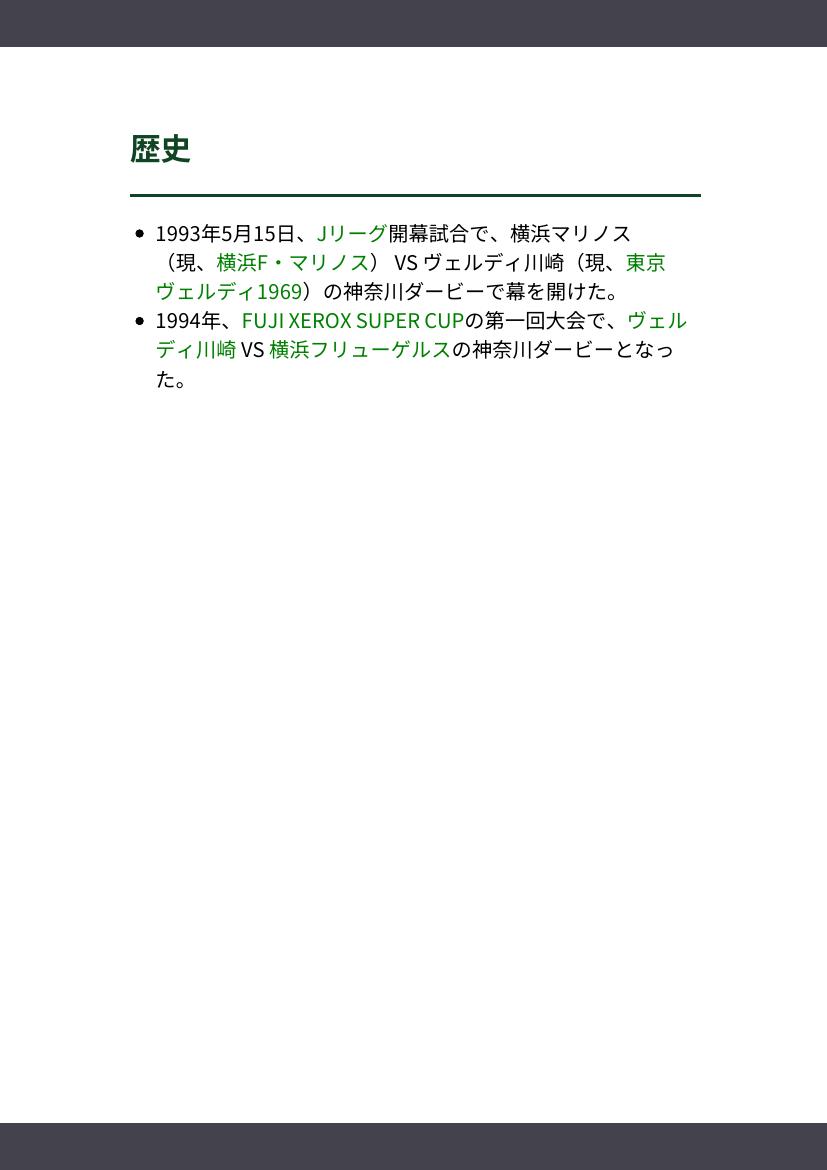 歴史
1993年5月15日、Jリーグ開幕試合で、横浜マリノス
（現、横浜F・マリノス） VS ヴェルディ川崎（現、東京
ヴェルディ1969）の神奈川ダービーで幕を開けた。
1994年、FUJI XEROX SUPER CUPの第一回大会で、ヴェル
ディ川崎 VS 横浜フリューゲルスの神奈川ダービーとなっ
た。